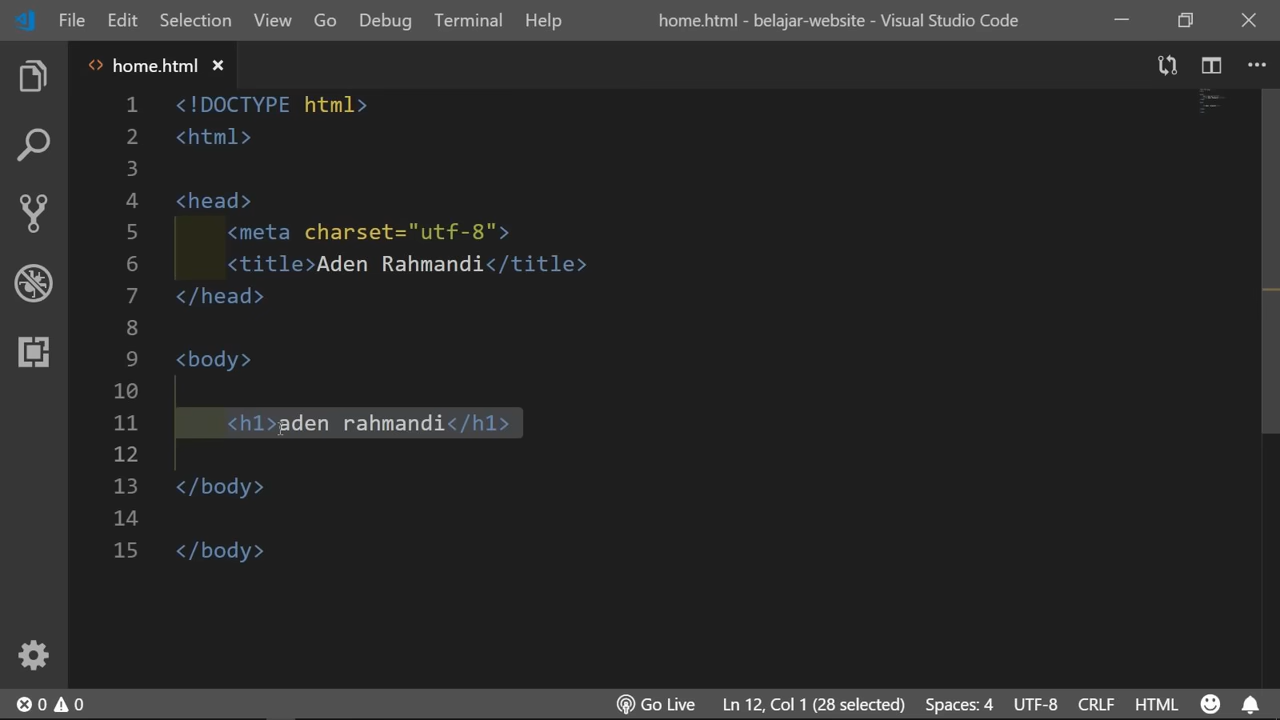 File Edit Selection View Go Debug Terminal Help home.html - belajar-website - Visual Studio Code
<> home.html
1 <!DOCTYPE html>
2 <html>
3
4 <head>
5 <meta charset="utf-8">
6 <title>Aden Rahmandi</title>
7 </head>
8
9 <body>
10
11 <h1>aden rahmandi</h1>
12
13 </body>
14
15 </body>
0 0 Go Live Ln 12, Col 1 (28 selected) Spaces: 4 UTF-8 CRLF HTML